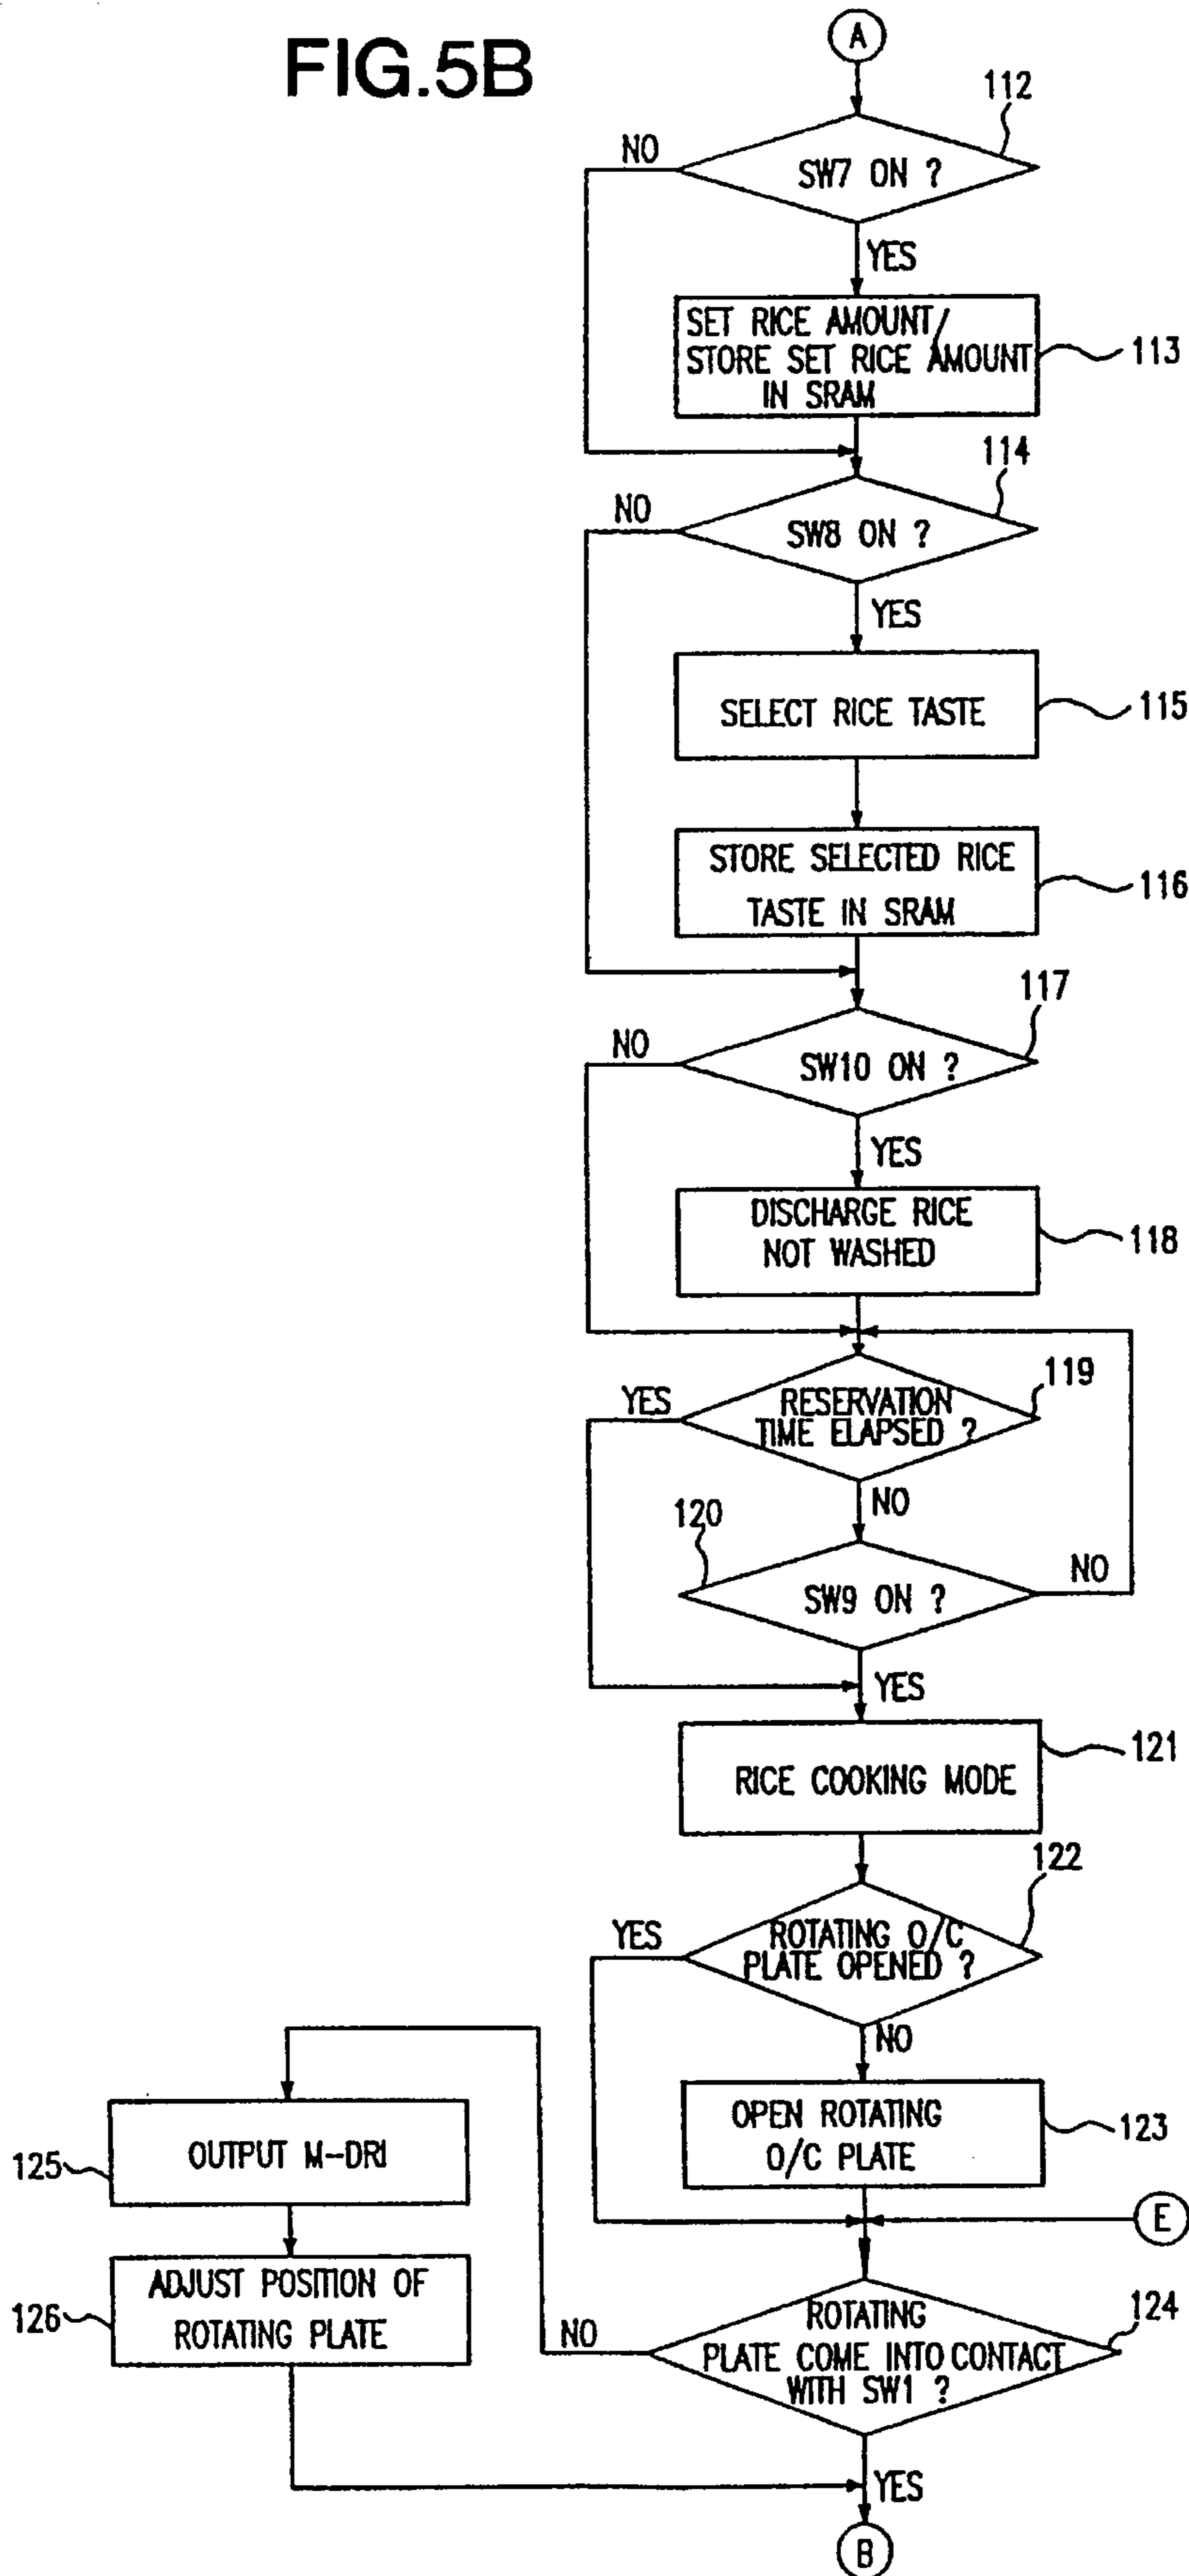 FIG.5B
A
112
SW7 ON ?
NO
YES
SET RICE AMOUNT/
STORE SET RICE AMOUNT
IN SRAM
113
114
NO
SW8 ON ?
YES
SELECT RICE TASTE
115
STORE SELECTED RICE
TASTE IN SRAM
116
117
NO
SW10 ON ?
YES
DISCHARGE RICE
NOT WASHED
118
119
YES
RESERVATION
TIME ELAPSED ?
NO
120
SW9 ON ?
NO
YES
RICE COOKING MODE
121
122
YES
ROTATING O/C
PLATE OPENED ?
NO
OPEN ROTATING
O/C PLATE
123
E
125
OUTPUT M-DRI
126
ADJUST POSITION OF
ROTATING PLATE
124
NO
ROTATING
PLATE COME INTO CONTACT
WITH SW1 ?
YES
B